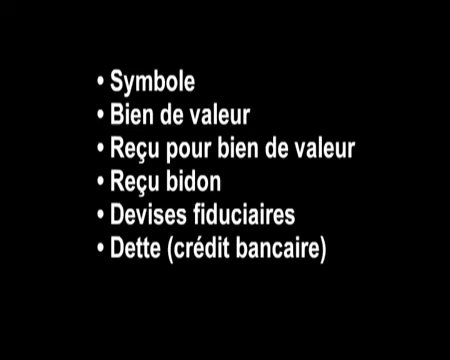 • Symbole
• Bien de valeur
• Reçu pour bien de valeur
• Reçu bidon
• Devises fiduciaires
• Dette (crédit bancaire)